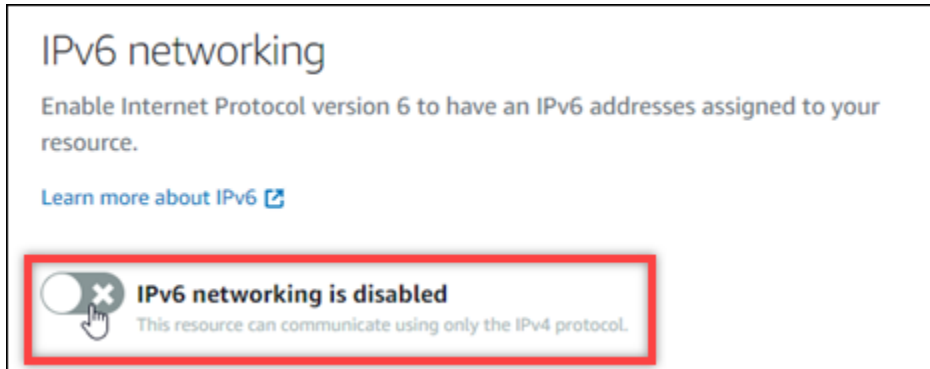 IPv6 networking
Enable Internet Protocol version 6 to have an IPv6 addresses assigned to your
resource.
Learn more about IPv6
IPv6 networking is disabled
This resource can communicate using only the IPv4 protocol.